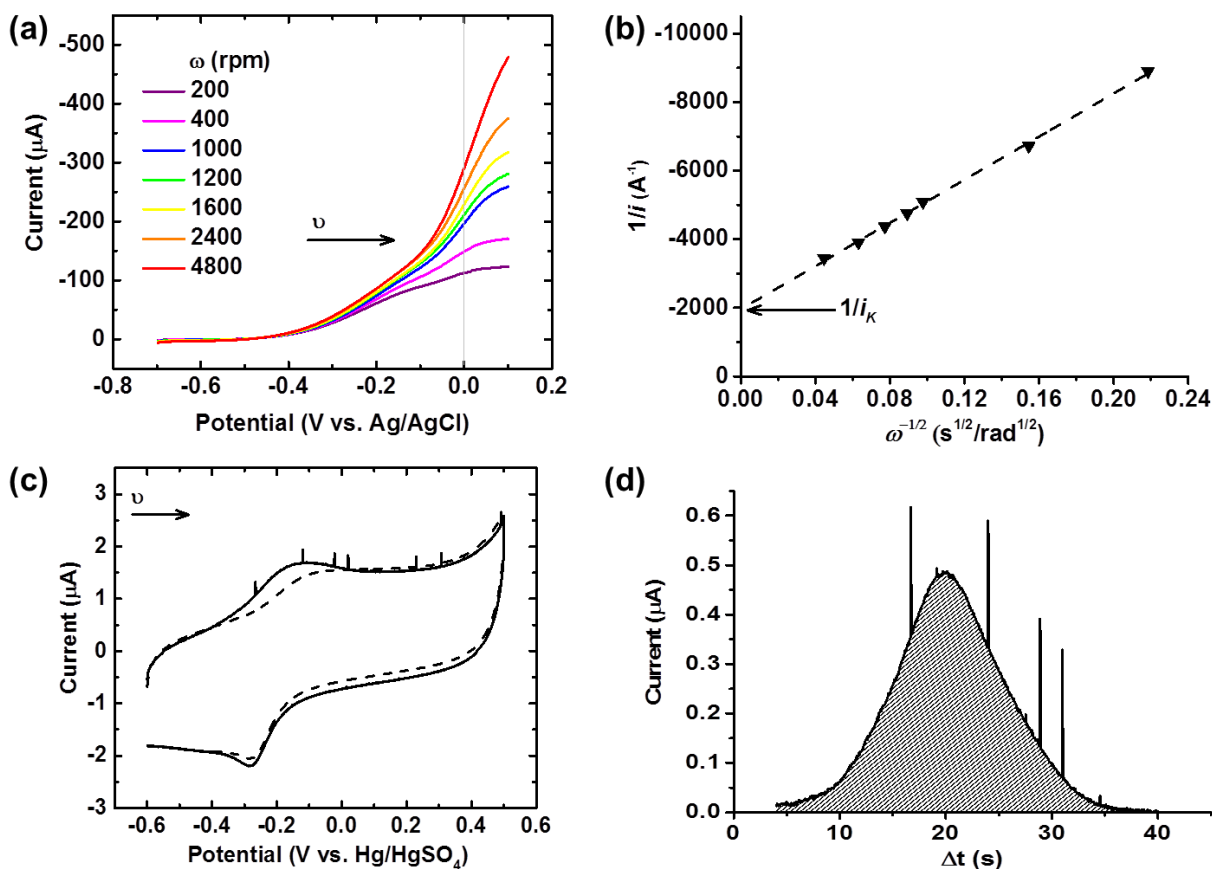 (a)
-500
-400
-300
-200
-100
0
Current (μA)
ω (rpm)
200
400
1000
1200
1600
2400
4800
υ
-0.8 -0.6 -0.4 -0.2 0.0 0.2
Potential (V vs. Ag/AgCl)
(b)
-10000
-8000
-6000
-4000
-2000
0
1/i (A⁻¹)
1/iK
0.00 0.04 0.08 0.12 0.16 0.20 0.24
ω⁻¹/² (s¹/²/rad¹/²)
(c)
υ
3
2
1
0
-1
-2
-3
Current (μA)
-0.6 -0.4 -0.2 0.0 0.2 0.4 0.6
Potential (V vs. Hg/HgSO₄)
(d)
0.6
0.5
0.4
0.3
0.2
0.1
0.0
Current (μA)
0 10 20 30 40
Δt (s)